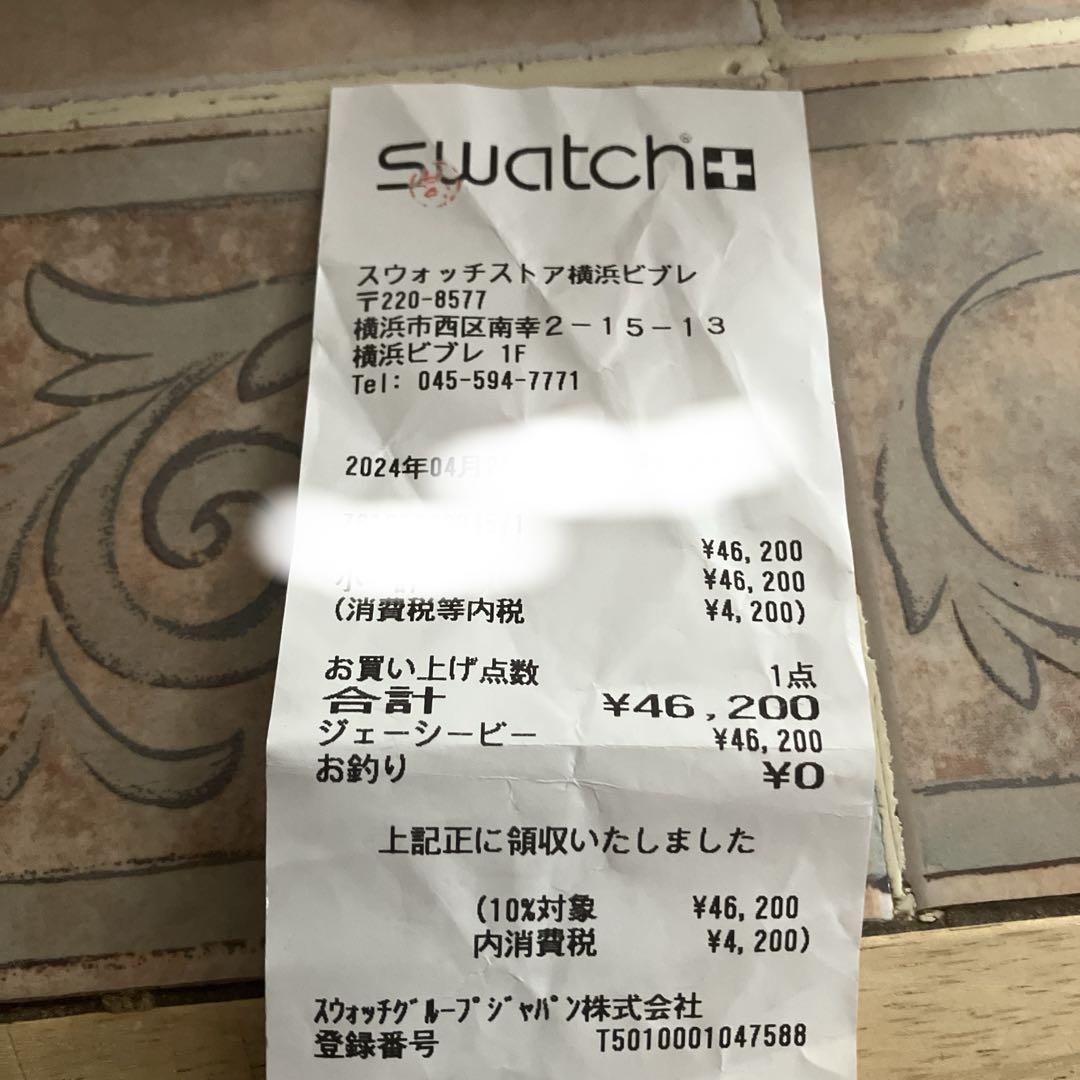 swatch
スウォッチストア横浜ビブレ
〒220-8577
横浜市西区南幸2-15-13
横浜ビブレ 1F
Tel: 045-594-7771
2024年04月
¥46,200
小 ¥46,200
(消費税等内税 ¥4,200)
お買い上げ点数 1点
合計 ¥46,200
ジェーシービー ¥46,200
お釣り ¥0
上記正に領収いたしました
(10%対象 ¥46,200
内消費税 ¥4,200)
スウォッチグループジャパン株式会社
登録番号 T5010001047588